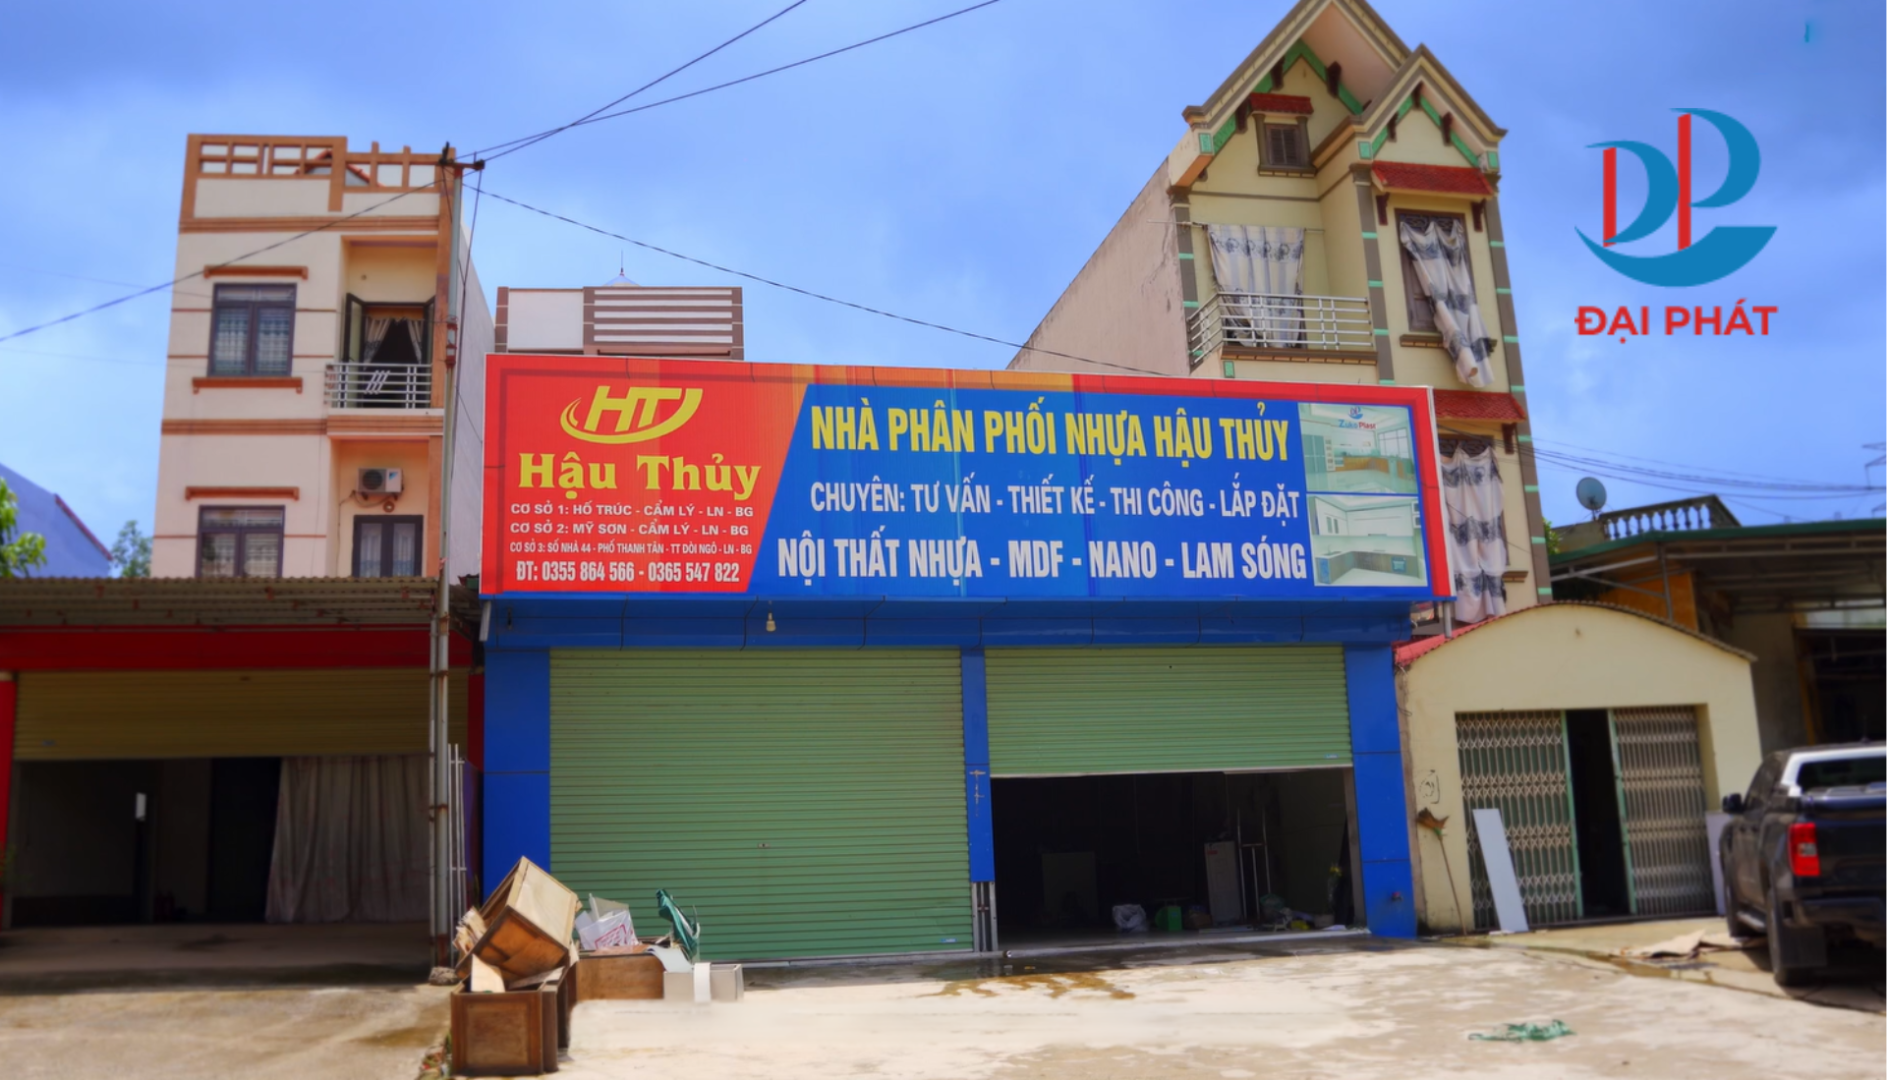 ĐẠI PHÁT
HT
Hậu Thủy
CƠ SỞ 1: HỐ TRÚC - CẨM LÝ - LN - BG
CƠ SỞ 2: MỸ SƠN - CẨM LÝ - LN - BG
CƠ SỞ 3: SỐ NHÀ 44 - PHỐ THANH TÂN - TT ĐỒI NGÔ - LN - BG
ĐT: 0355 864 566 - 0365 547 822
NHÀ PHÂN PHỐI NHỰA HẬU THỦY
CHUYÊN: TƯ VẤN - THIẾT KẾ - THI CÔNG - LẮP ĐẶT
NỘI THẤT NHỰA - MDF - NANO - LAM SÓNG